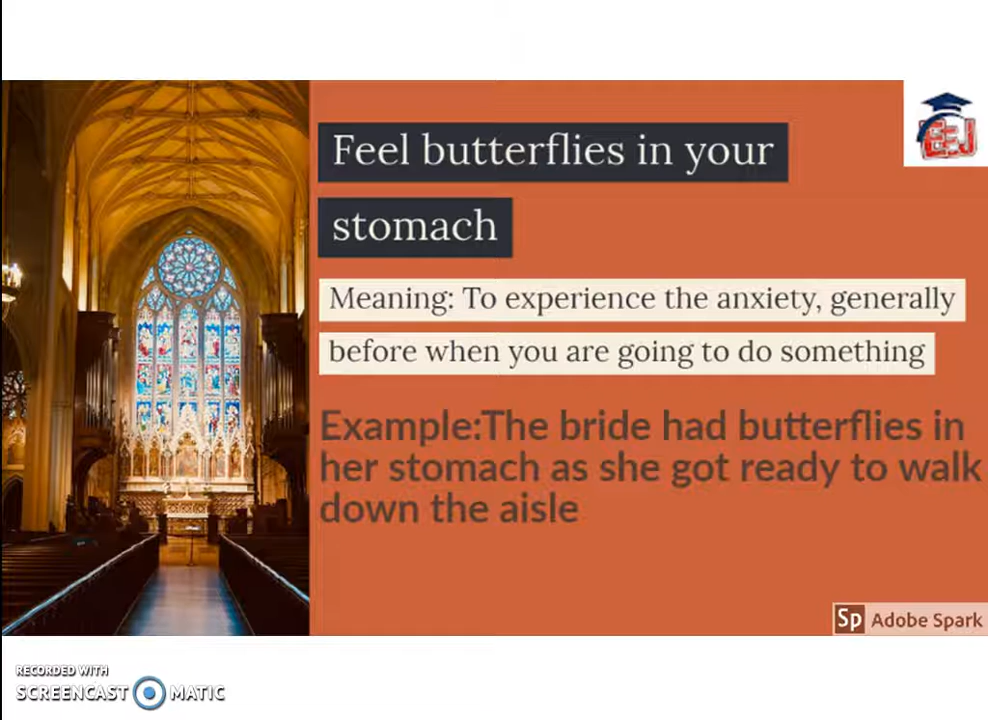 Feel butterflies in your
stomach
Meaning: To experience the anxiety, generally
before when you are going to do something
Example:The bride had butterflies in
her stomach as she got ready to walk
down the aisle
EEJ
Sp Adobe Spark
RECORDED WITH
SCREENCAST MATIC